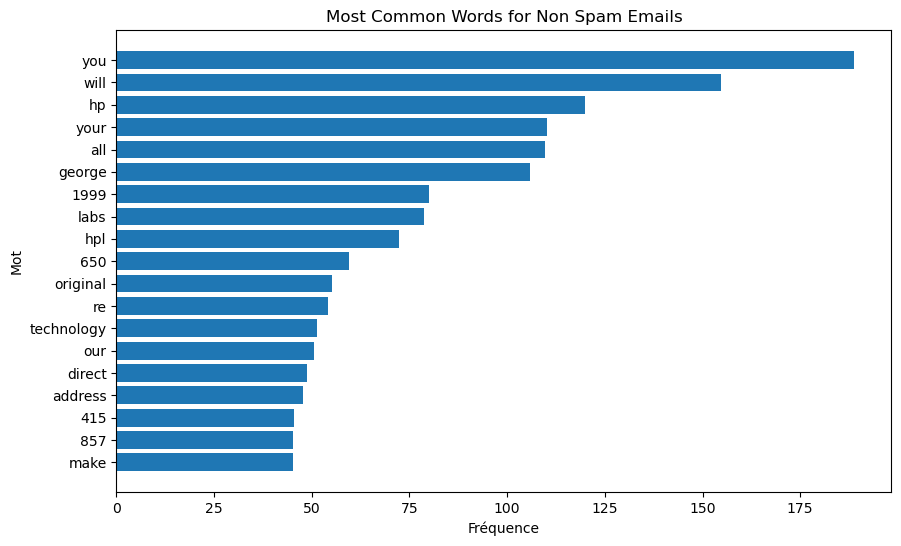 Most Common Words for Non Spam Emails
you
will
hp
your
all
george
1999
labs
hpl
650
original
re
technology
our
direct
address
415
857
make
Mot
0 25 50 75 100 125 150 175
Fréquence